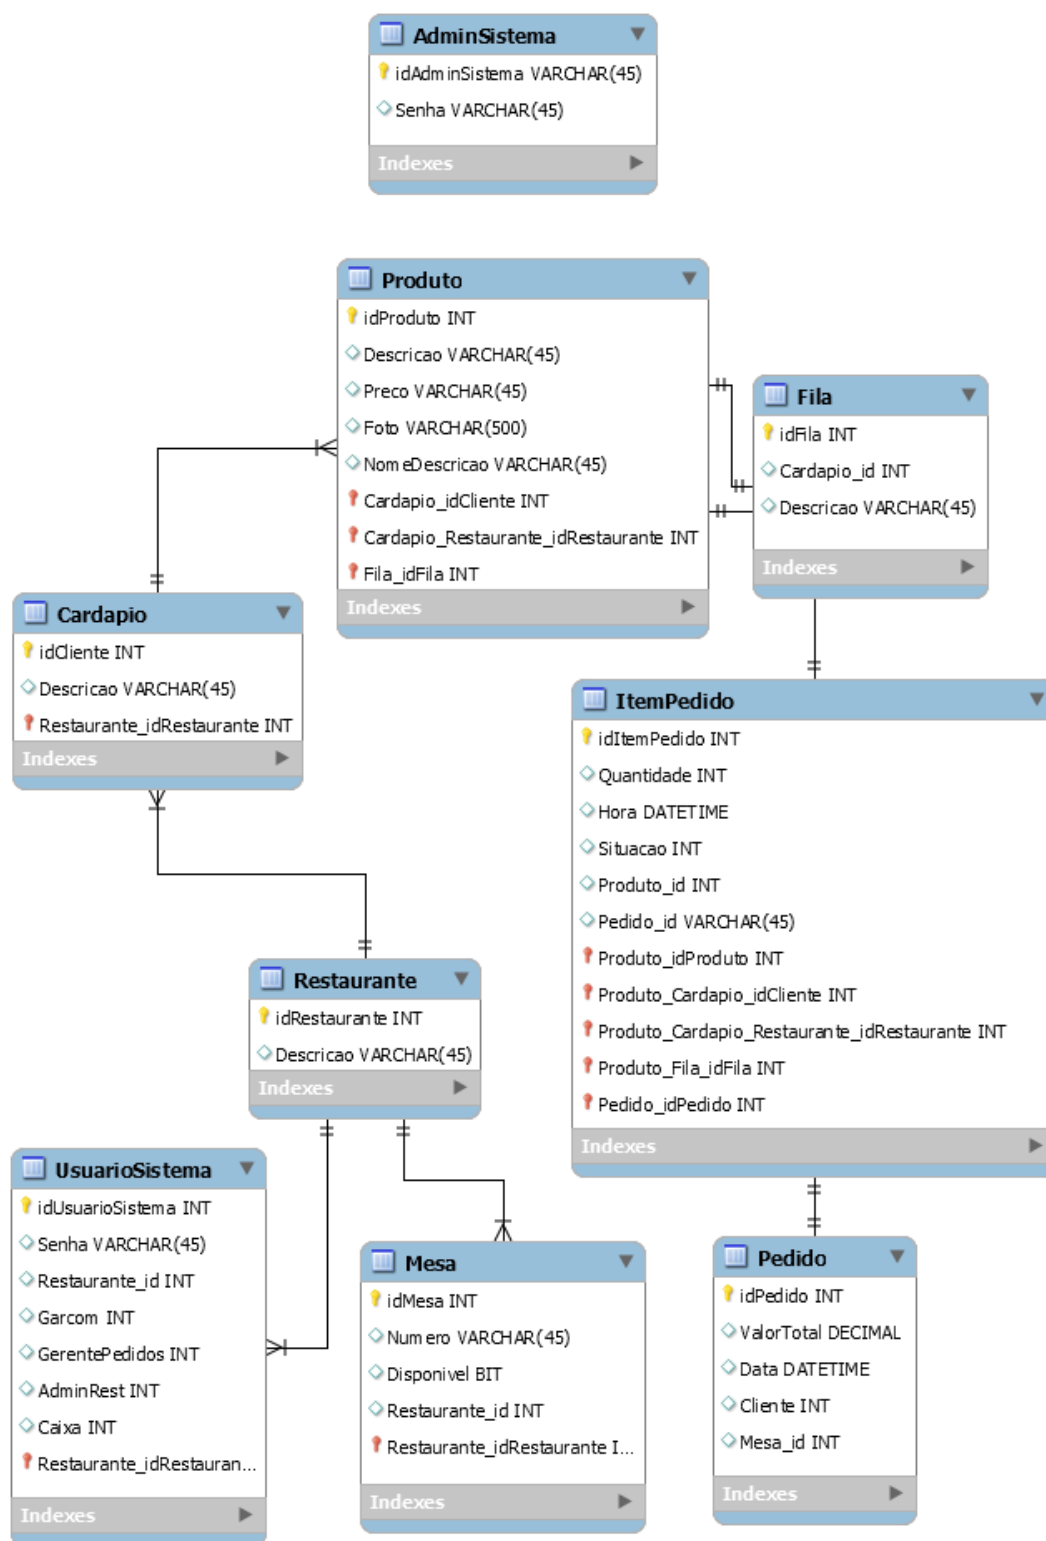 AdminSistema
idAdminSistema VARCHAR(45)
Senha VARCHAR(45)
Indexes
Produto
idProduto INT
Descricao VARCHAR(45)
Preco VARCHAR(45)
Foto VARCHAR(500)
NomeDescricao VARCHAR(45)
Cardapio_idCliente INT
Cardapio_Restaurante_idRestaurante INT
Fila_idFila INT
Indexes
Fila
idFila INT
Cardapio_id INT
Descricao VARCHAR(45)
Indexes
Cardapio
idCliente INT
Descricao VARCHAR(45)
Restaurante_idRestaurante INT
Indexes
ItemPedido
idItemPedido INT
Quantidade INT
Hora DATETIME
Situacao INT
Produto_id INT
Pedido_id VARCHAR(45)
Produto_idProduto INT
Produto_Cardapio_idCliente INT
Produto_Cardapio_Restaurante_idRestaurante INT
Produto_Fila_idFila INT
Pedido_idPedido INT
Indexes
Restaurante
idRestaurante INT
Descricao VARCHAR(45)
Indexes
UsuarioSistema
idUsuarioSistema INT
Senha VARCHAR(45)
Restaurante_id INT
Garcom INT
GerentePedidos INT
AdminRest INT
Caixa INT
Restaurante_idRestauran...
Indexes
Mesa
idMesa INT
Numero VARCHAR(45)
Disponivel BIT
Restaurante_id INT
Restaurante_idRestaurante I...
Indexes
Pedido
idPedido INT
ValorTotal DECIMAL
Data DATETIME
Cliente INT
Mesa_id INT
Indexes